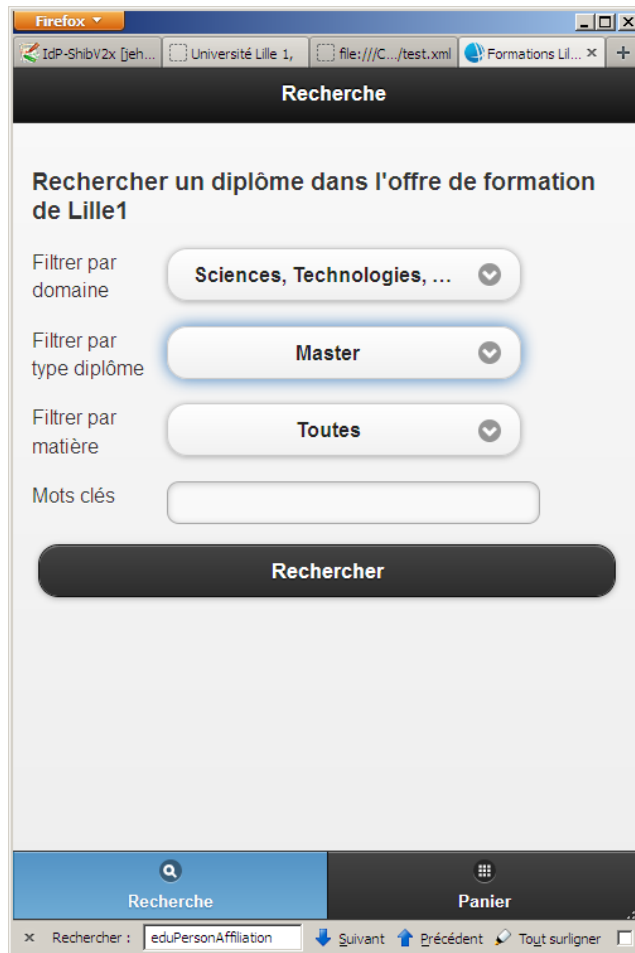 Firefox
IdP-ShibV2x [jeh... Université Lille 1, file:///C.../test.xml Formations Lil... × +
Recherche
Rechercher un diplôme dans l'offre de formation
de Lille1
Filtrer par
domaine
Sciences, Technologies, ...
Filtrer par
type diplôme
Master
Filtrer par
matière
Toutes
Mots clés
Rechercher
Recherche
Panier
× Rechercher : eduPersonAffiliation Suivant Précédent Tout surligner